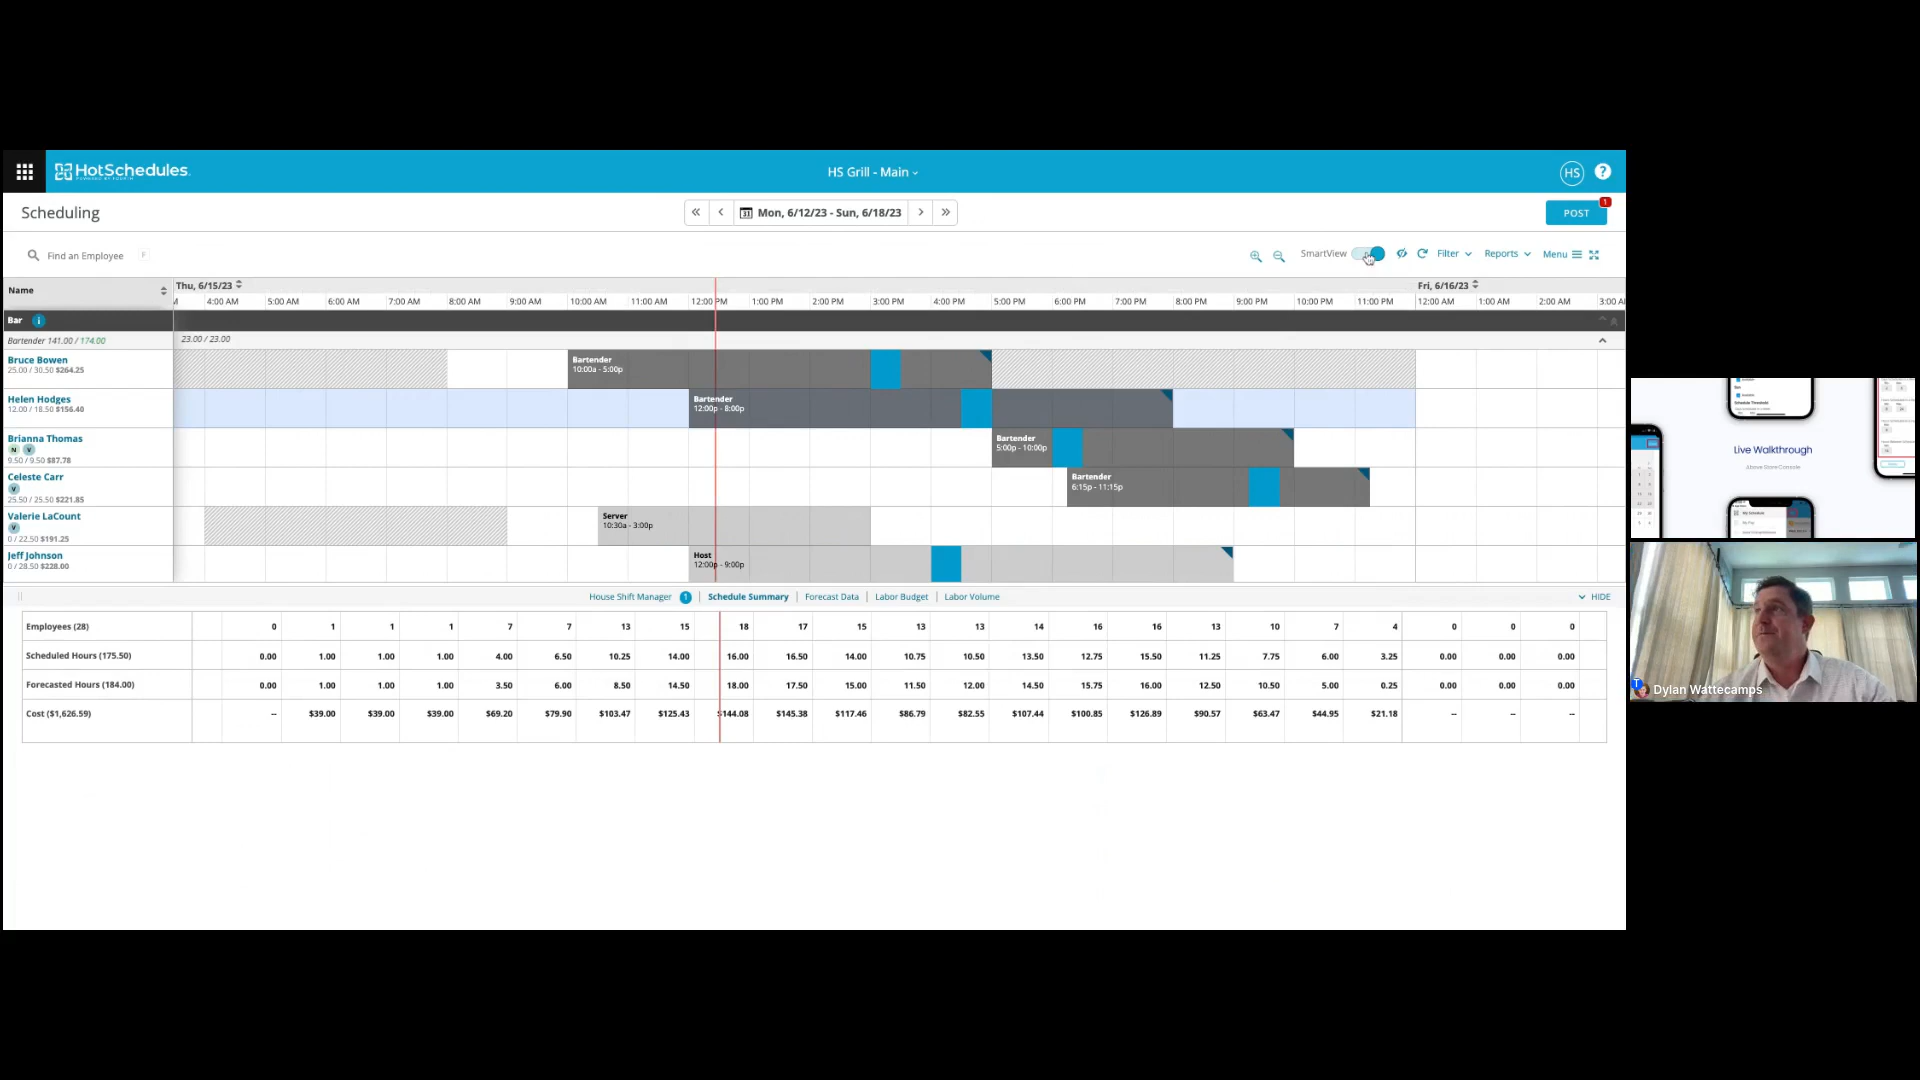 HotSchedules
HS Grill - Main
HS
?
Scheduling
Mon, 6/12/23 - Sun, 6/18/23
POST
1
Find an Employee
F
SmartView
Filter
Reports
Menu
Name
Thu, 6/15/23
Fri, 6/16/23
4:00 AM 5:00 AM 6:00 AM 7:00 AM 8:00 AM 9:00 AM 10:00 AM 11:00 AM 12:00 PM 1:00 PM 2:00 PM 3:00 PM 4:00 PM 5:00 PM 6:00 PM 7:00 PM 8:00 PM 9:00 PM 10:00 PM 11:00 PM 12:00 AM 1:00 AM 2:00 AM 3:00 A
Bar
i
Bartender 141.00 / 174.00
23.00 / 23.00
Bruce Bowen
25.00 / 30.50 $264.25
Bartender
10:00a - 5:00p
Helen Hodges
12.00 / 18.50 $156.40
Bartender
12:00p - 8:00p
Brianna Thomas
N V
9.50 / 9.50 $87.78
Bartender
5:00p - 10:00p
Celeste Carr
V
25.50 / 25.50 $221.85
Bartender
6:15p - 11:15p
Valerie LaCount
V
0 / 22.50 $191.25
Server
10:30a - 3:00p
Jeff Johnson
0 / 28.50 $228.00
Host
12:00p - 9:00p
House Shift Manager 1 | Schedule Summary | Forecast Data | Labor Budget | Labor Volume
HIDE
Employees (28) 0 1 1 1 7 7 13 15 18 17 15 13 13 14 16 16 13 10 7 4 0 0 0
Scheduled Hours (175.50) 0.00 1.00 1.00 1.00 4.00 6.50 10.25 14.00 16.00 16.50 14.00 10.75 10.50 13.50 12.75 15.50 11.25 7.75 6.00 3.25 0.00 0.00 0.00
Forecasted Hours (184.00) 0.00 1.00 1.00 1.00 3.50 6.00 8.50 14.50 18.00 17.50 15.00 11.50 12.00 14.50 15.75 16.00 12.50 10.50 5.00 0.25 0.00 0.00 0.00
Cost ($1,626.59) -- $39.00 $39.00 $39.00 $69.20 $79.90 $103.47 $125.43 $144.08 $145.38 $117.46 $86.79 $82.55 $107.44 $100.85 $126.89 $90.57 $63.47 $44.95 $21.18 -- -- --
Live Walkthrough
Above Store Console
Dylan Wattecamps